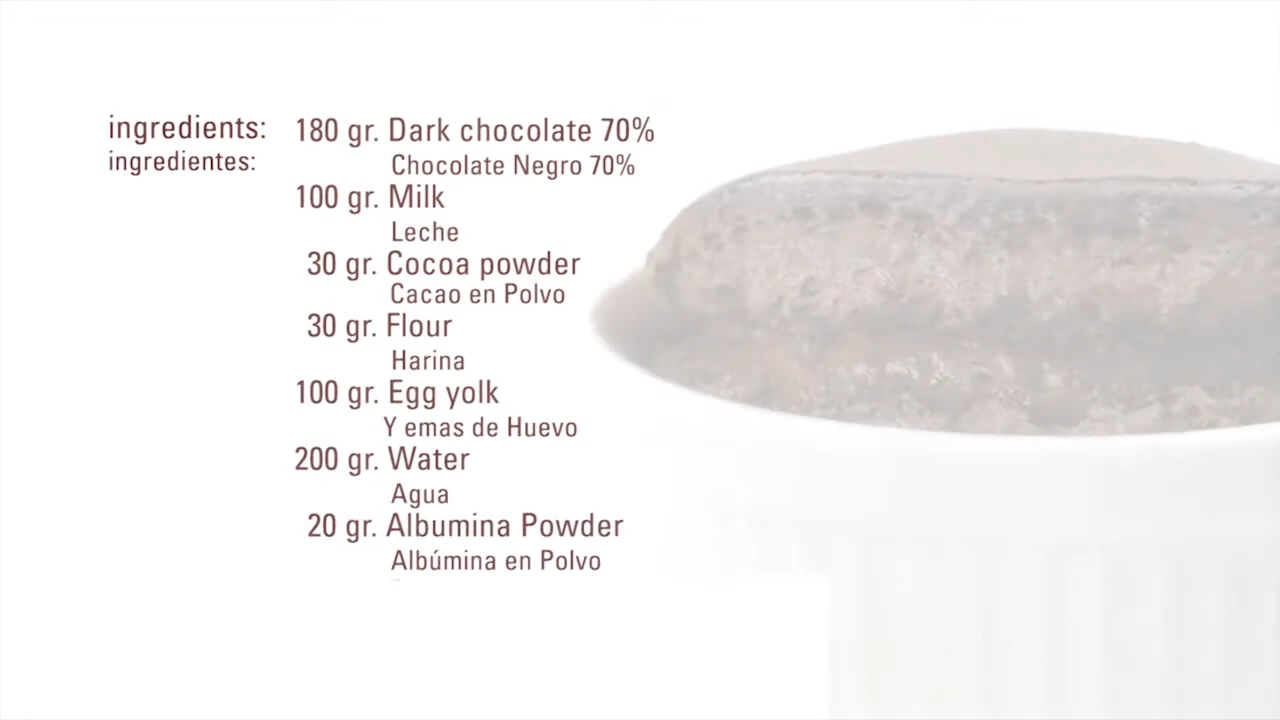 ingredients: 180 gr. Dark chocolate 70%
ingredientes: Chocolate Negro 70%
100 gr. Milk
Leche
30 gr. Cocoa powder
Cacao en Polvo
30 gr. Flour
Harina
100 gr. Egg yolk
Y emas de Huevo
200 gr. Water
Agua
20 gr. Albumina Powder
Albúmina en Polvo